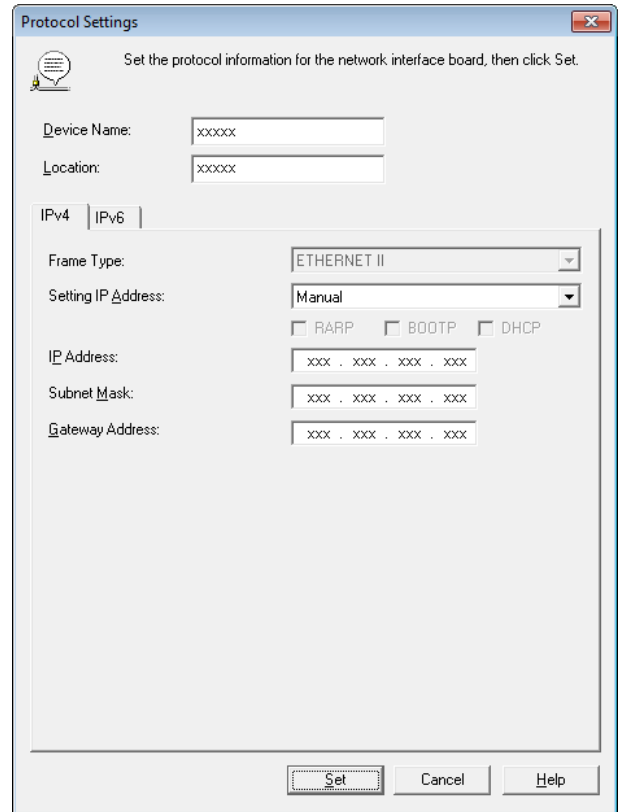 Protocol Settings
Set the protocol information for the network interface board, then click Set.
Device Name: xxxxx
Location: xxxxx
IPv4 IPv6
Frame Type: ETHERNET II
Setting IP Address: Manual
RARP BOOTP DHCP
IP Address: xxx . xxx . xxx . xxx
Subnet Mask: xxx . xxx . xxx . xxx
Gateway Address: xxx . xxx . xxx . xxx
Set Cancel Help